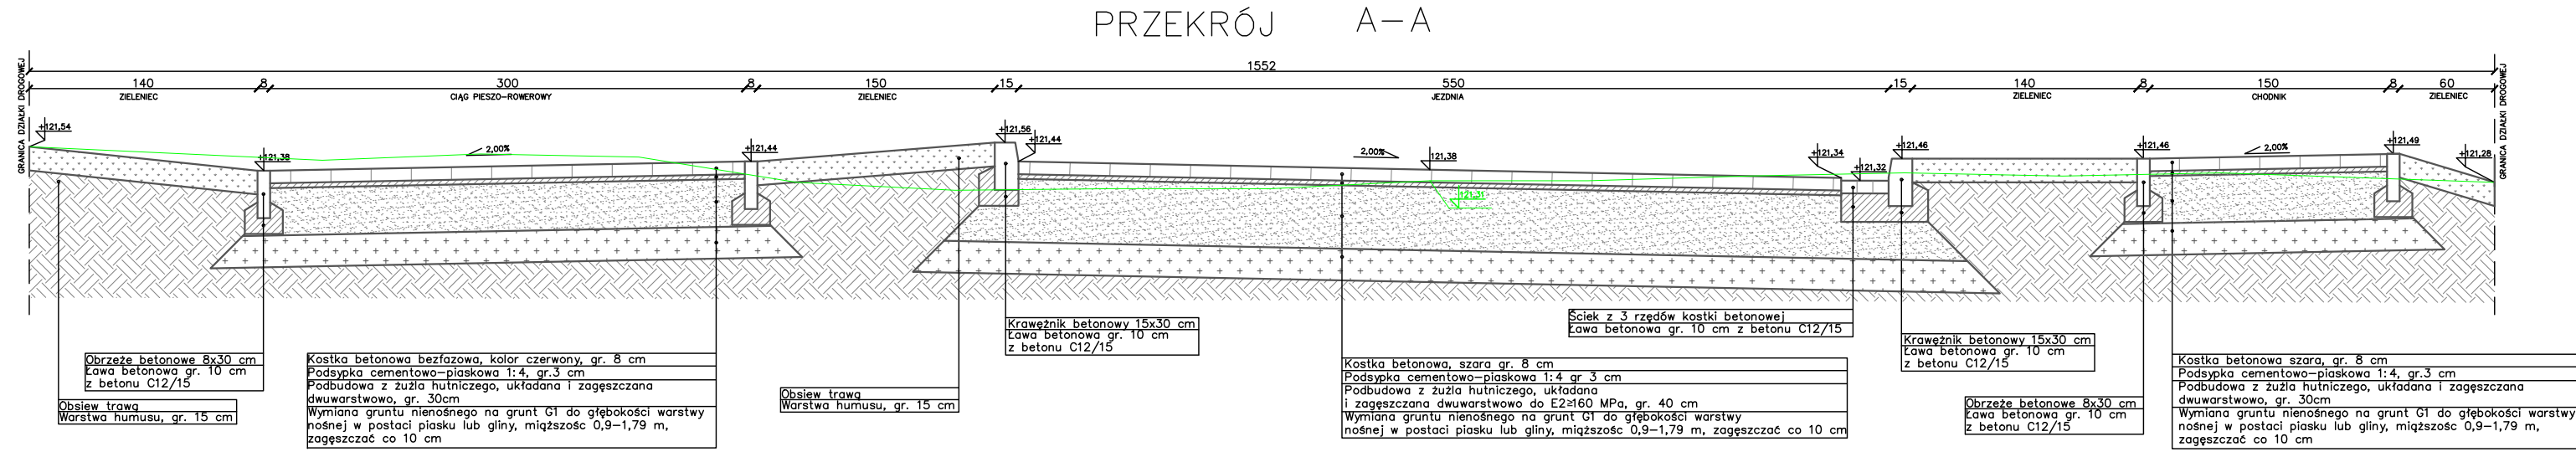 PRZEKRÓJ A–A
1552
140 8 300 8 150 15 550 15 140 8 150 8 60
ZIELENIEC CIĄG PIESZO–ROWEROWY ZIELENIEC JEZDNIA ZIELENIEC CHODNIK ZIELENIEC
GRANICA DZIAŁKI DROGOWEJ
GRANICA DZIAŁKI DROGOWEJ
+121,54
+121,38
2,00%
+121,44
+121,56
+121,44
2,00%
+121,38
121,31
+121,34
+121,32
+121,46
+121,46
2,00%
+121,49
+121,28
Obrzeże betonowe 8x30 cm
Ława betonowa gr. 10 cm
z betonu C12/15
Obsiew trawą
Warstwa humusu, gr. 15 cm
Kostka betonowa bezfazowa, kolor czerwony, gr. 8 cm
Podsypka cementowo–piaskowa 1:4, gr.3 cm
Podbudowa z żużla hutniczego, układana i zagęszczana
dwuwarstwowo, gr. 30cm
Wymiana gruntu nienośnego na grunt G1 do głębokości warstwy
nośnej w postaci piasku lub gliny, miąższośc 0,9–1,79 m,
zagęszczać co 10 cm
Obsiew trawą
Warstwa humusu, gr. 15 cm
Krawężnik betonowy 15x30 cm
Ława betonowa gr. 10 cm
z betonu C12/15
Kostka betonowa, szara gr. 8 cm
Podsypka cementowo–piaskowa 1:4 gr 3 cm
Podbudowa z żużla hutniczego, układana
i zagęszczana dwuwarstwowo do E2≥160 MPa, gr. 40 cm
Wymiana gruntu nienośnego na grunt G1 do głębokości warstwy
nośnej w postaci piasku lub gliny, miąższośc 0,9–1,79 m, zagęszczać co 10 cm
Ściek z 3 rzędów kostki betonowej
Ława betonowa gr. 10 cm z betonu C12/15
Krawężnik betonowy 15x30 cm
Ława betonowa gr. 10 cm
z betonu C12/15
Obrzeże betonowe 8x30 cm
Ława betonowa gr. 10 cm
z betonu C12/15
Kostka betonowa szara, gr. 8 cm
Podsypka cementowo–piaskowa 1:4, gr.3 cm
Podbudowa z żużla hutniczego, układana i zagęszczana
dwuwarstwowo, gr. 30cm
Wymiana gruntu nienośnego na grunt G1 do głębokości warstwy
nośnej w postaci piasku lub gliny, miąższośc 0,9–1,79 m,
zagęszczać co 10 cm